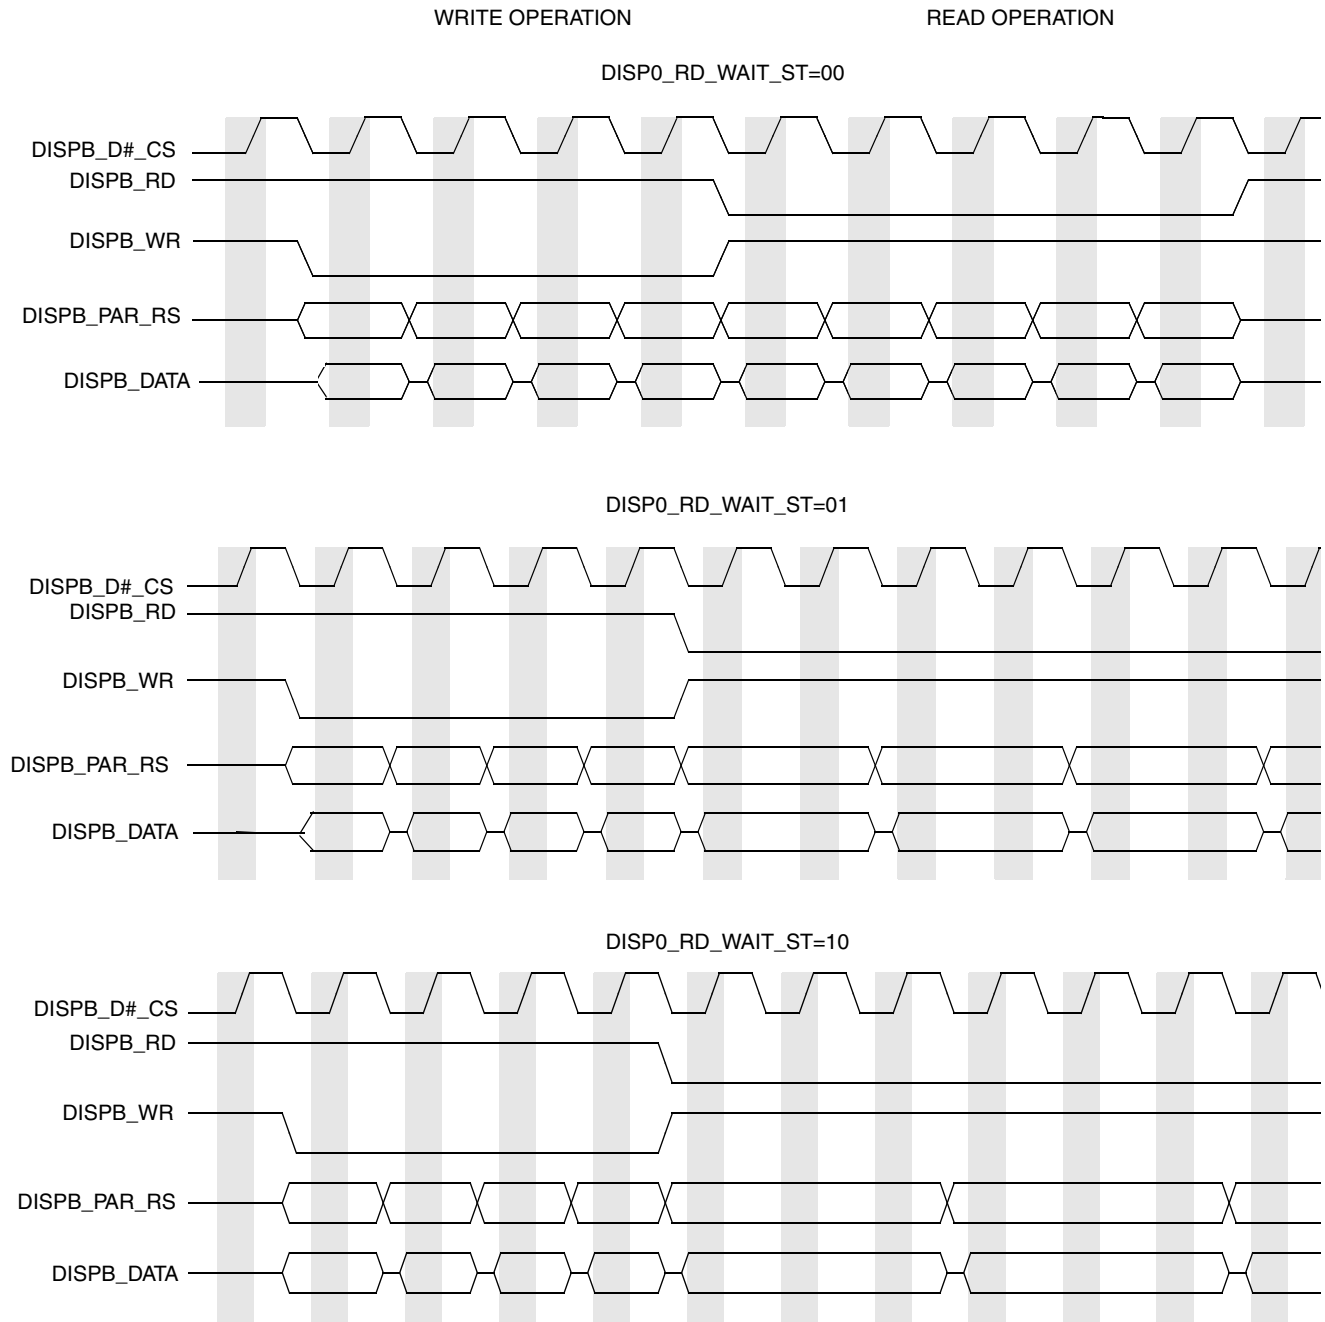 WRITE OPERATION READ OPERATION
DISP0_RD_WAIT_ST=00
DISPB_D#_CS
DISPB_RD
DISPB_WR
DISPB_PAR_RS
DISPB_DATA
DISP0_RD_WAIT_ST=01
DISPB_D#_CS
DISPB_RD
DISPB_WR
DISPB_PAR_RS
DISPB_DATA
DISP0_RD_WAIT_ST=10
DISPB_D#_CS
DISPB_RD
DISPB_WR
DISPB_PAR_RS
DISPB_DATA